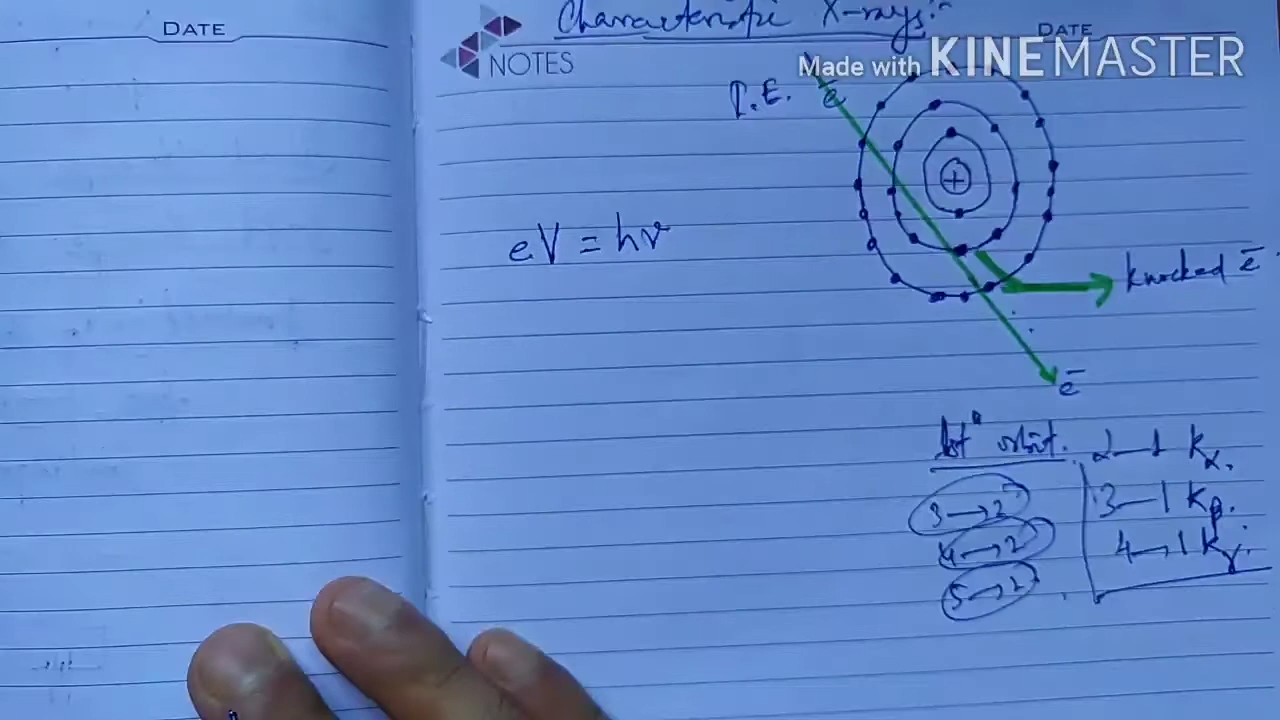 DATE
Characteristic X-rays:-
NOTES
DATE
Made with KINEMASTER
P.E.
e⁻
+
eV = hν
knocked e⁻
e⁻
1st orbit.
2→1 Kα.
3→2
3→1 Kβ.
4→2
4→1 Kγ.
5→2